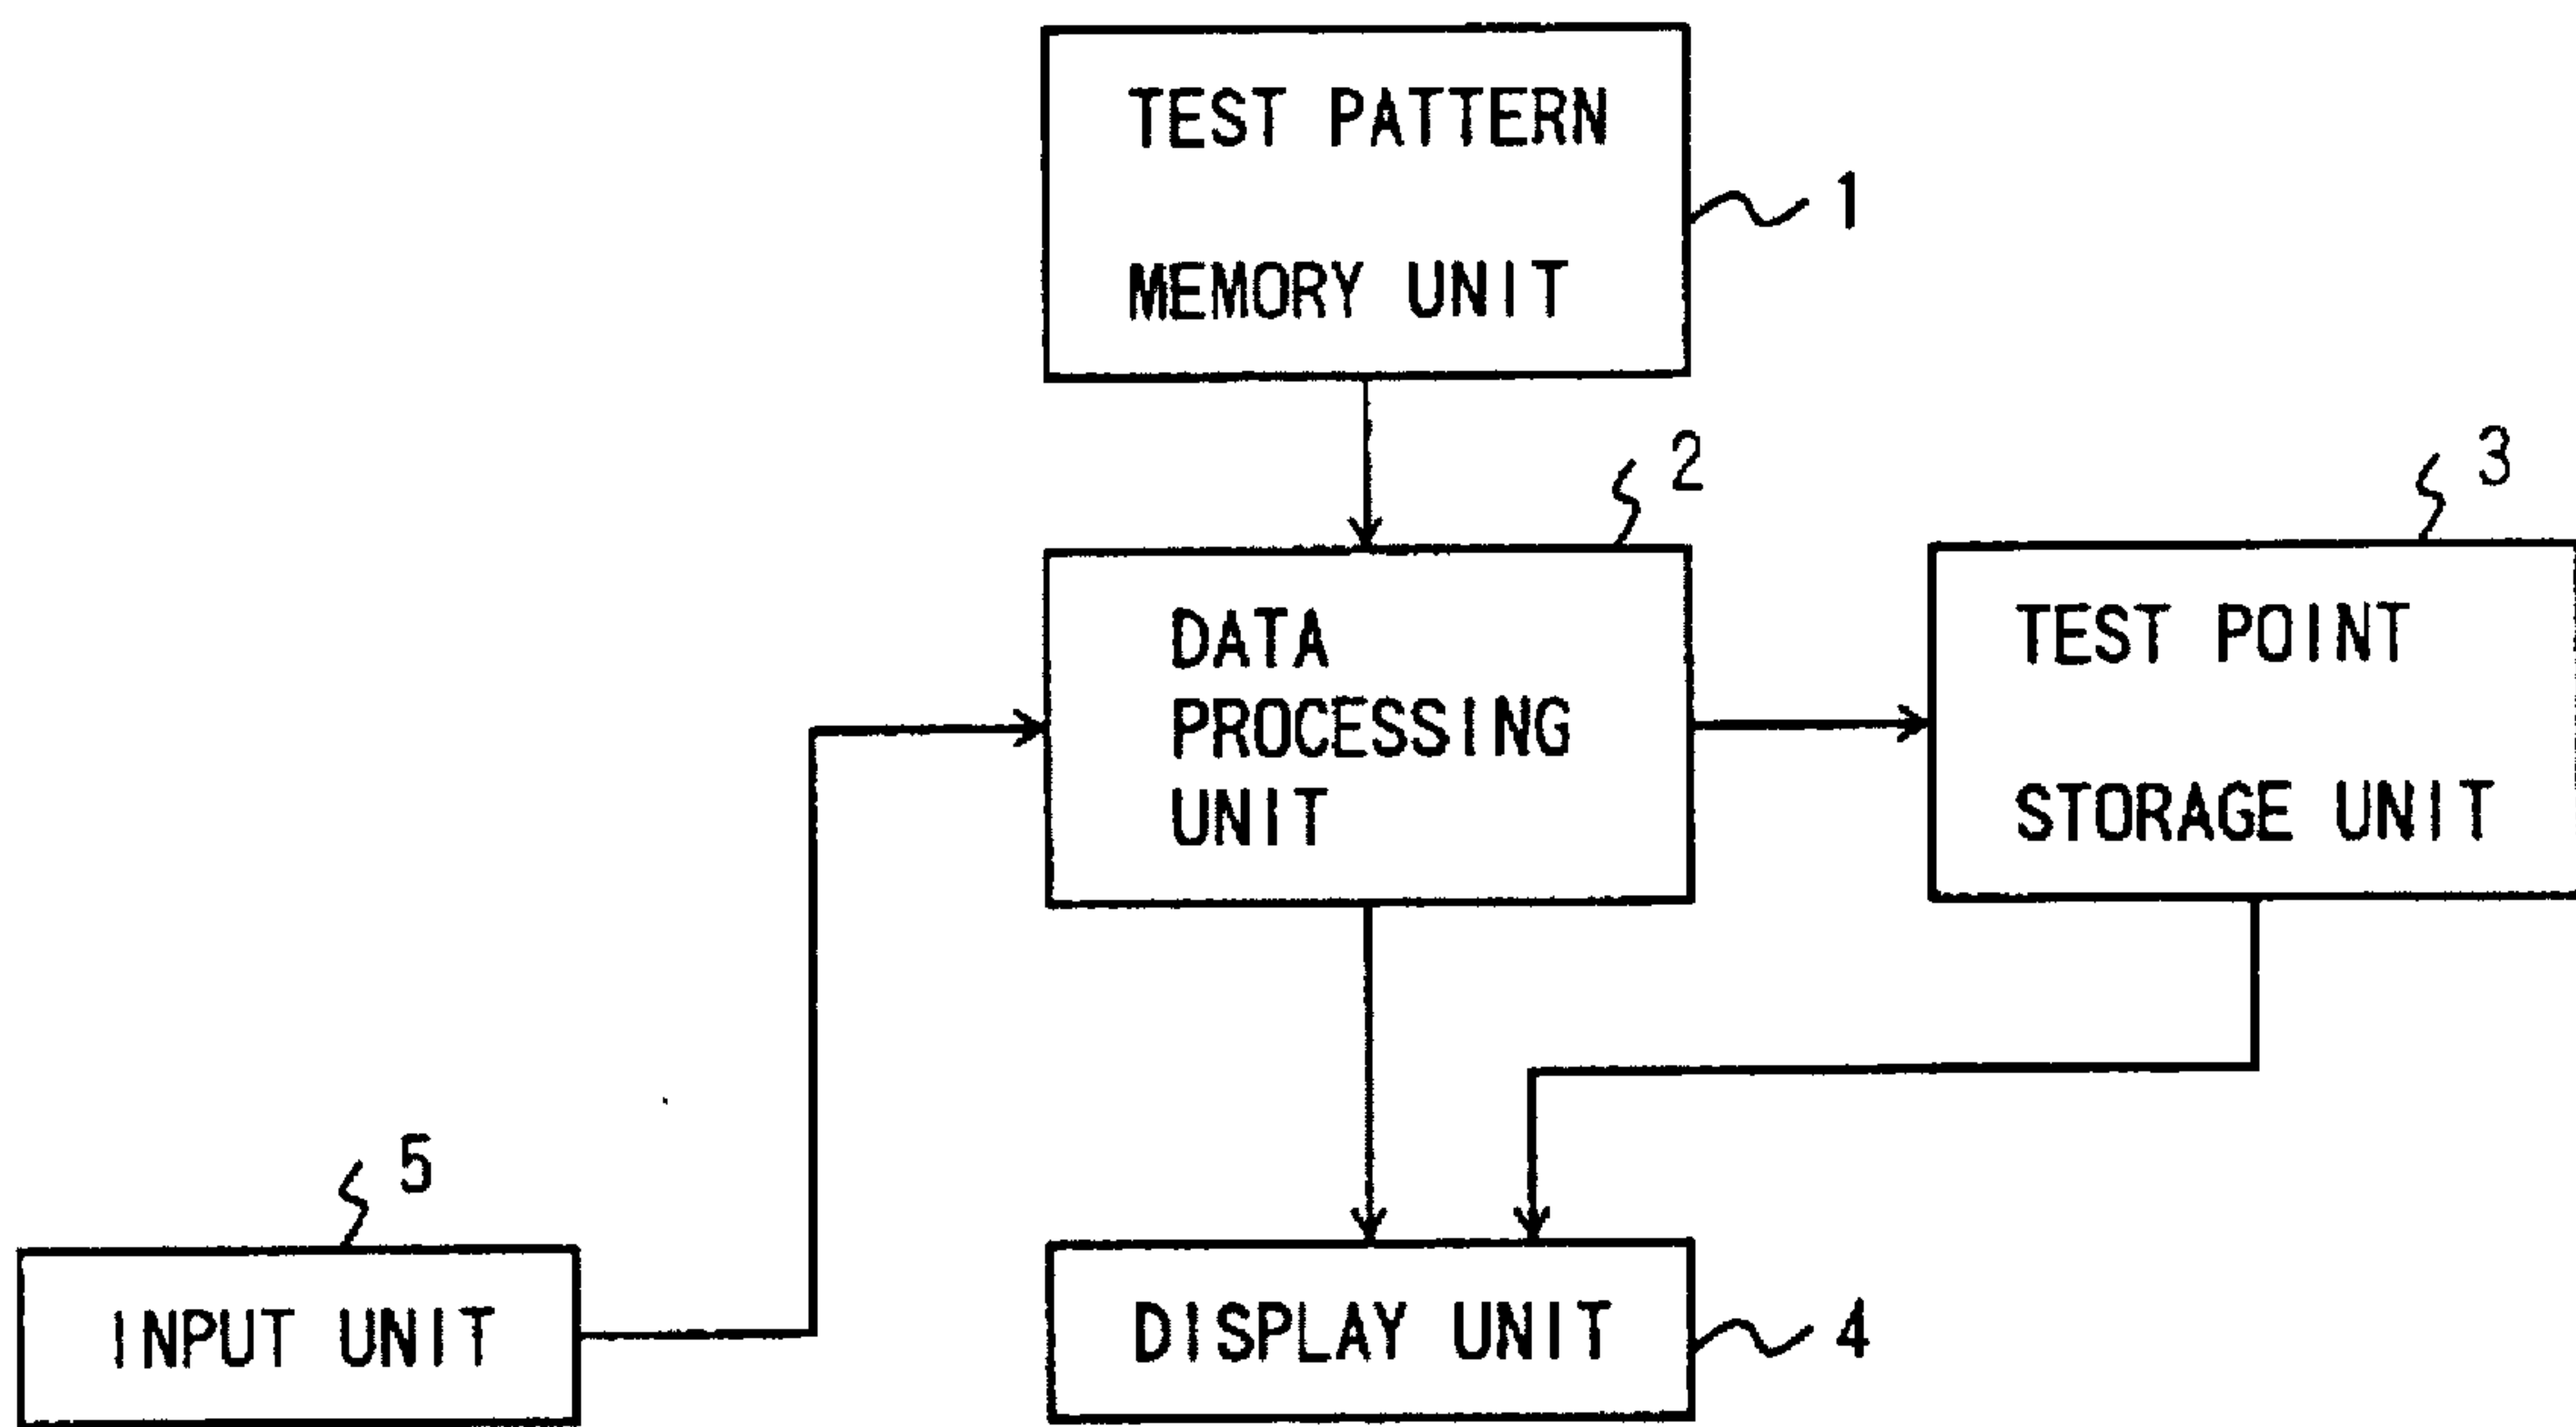 TEST PATTERN
MEMORY UNIT
1
2
DATA
PROCESSING
UNIT
3
TEST POINT
STORAGE UNIT
5
INPUT UNIT
DISPLAY UNIT
4